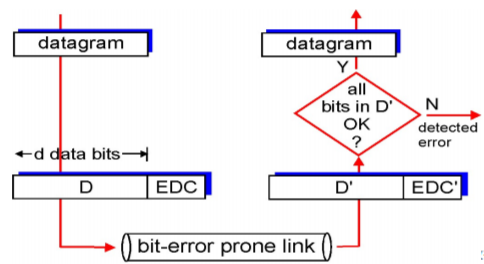 datagram
datagram
Y
all
bits in D'
OK
?
N
detected
error
d data bits
D
EDC
D'
EDC'
bit-error prone link
: